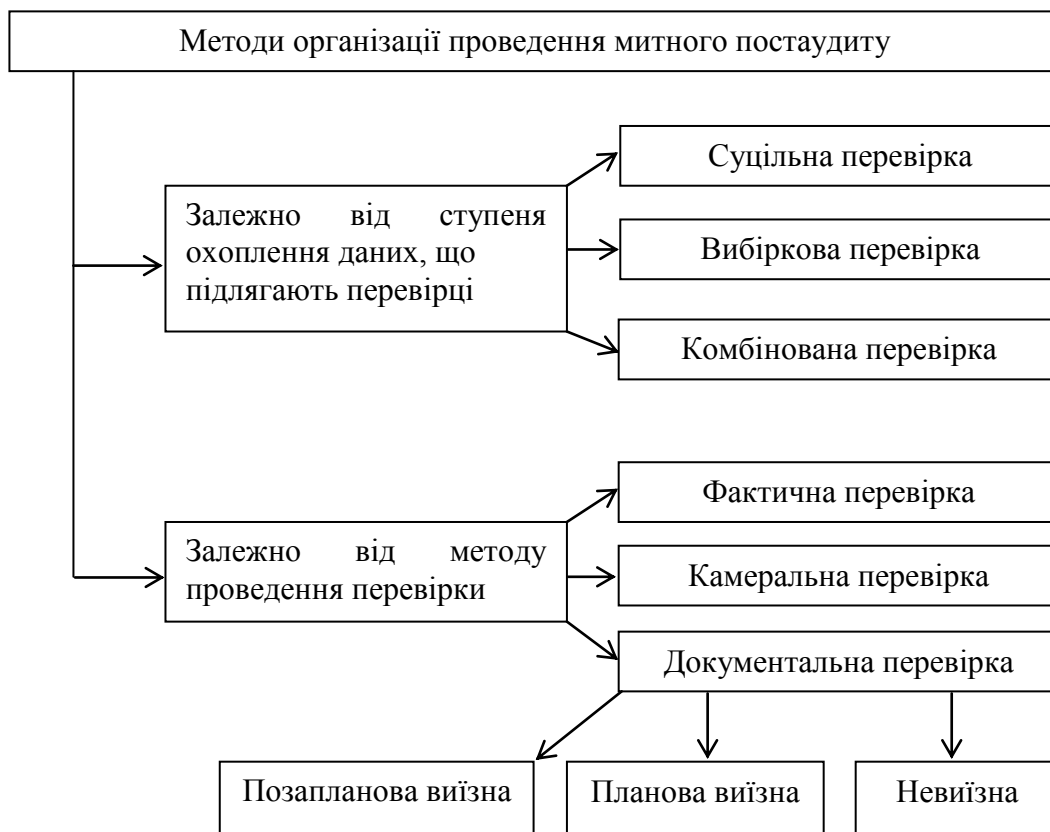 Методи організації проведення митного постаудиту
Суцільна перевірка
Залежно від ступеня
охоплення даних, що
підлягають перевірці
Вибіркова перевірка
Комбінована перевірка
Фактична перевірка
Залежно від методу
проведення перевірки
Камеральна перевірка
Документальна перевірка
Позапланова виїзна
Планова виїзна
Невиїзна